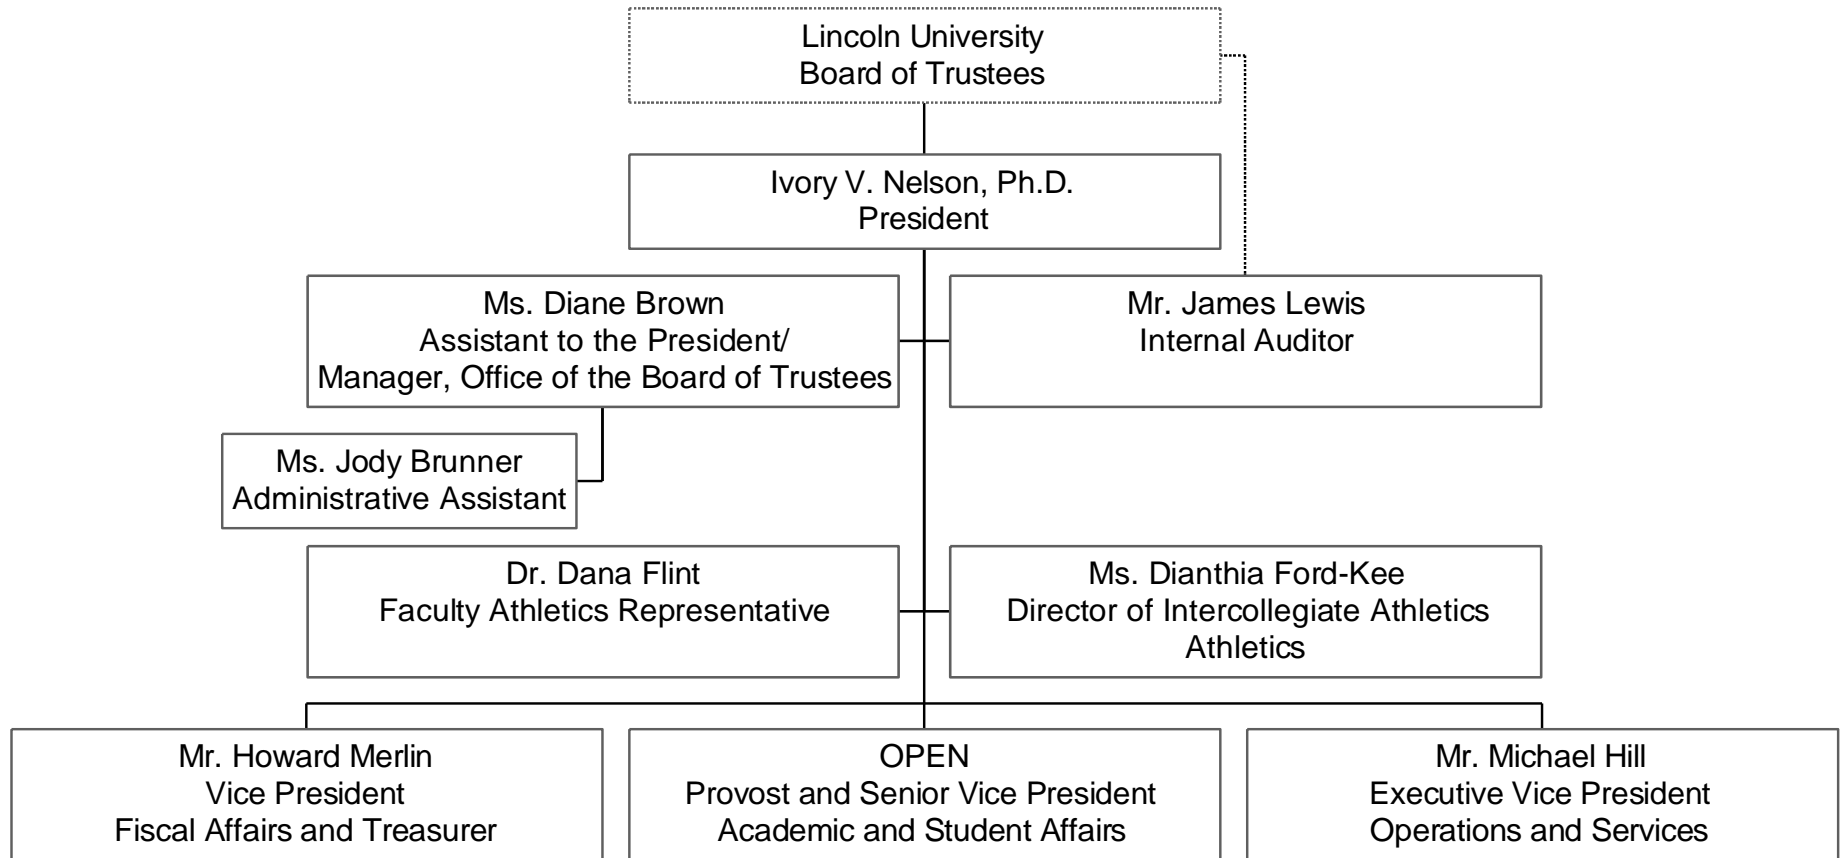 Lincoln University
Board of Trustees
Ivory V. Nelson, Ph.D.
President
Ms. Diane Brown
Assistant to the President/
Manager, Office of the Board of Trustees
Mr. James Lewis
Internal Auditor
Ms. Jody Brunner
Administrative Assistant
Dr. Dana Flint
Faculty Athletics Representative
Ms. Dianthia Ford-Kee
Director of Intercollegiate Athletics
Athletics
Mr. Howard Merlin
Vice President
Fiscal Affairs and Treasurer
OPEN
Provost and Senior Vice President
Academic and Student Affairs
Mr. Michael Hill
Executive Vice President
Operations and Services